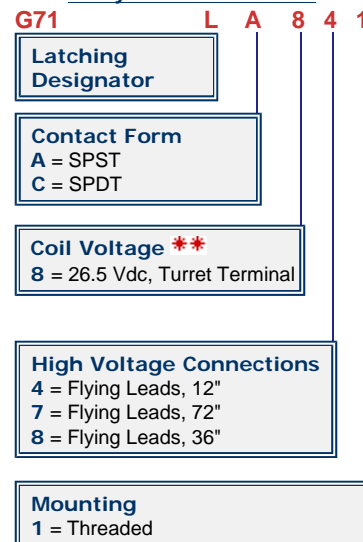 G71 L A 8 4 1
Latching
Designator
Contact Form
A = SPST
C = SPDT
Coil Voltage **
8 = 26.5 Vdc, Turret Terminal
High Voltage Connections
4 = Flying Leads, 12"
7 = Flying Leads, 72"
8 = Flying Leads, 36"
Mounting
1 = Threaded